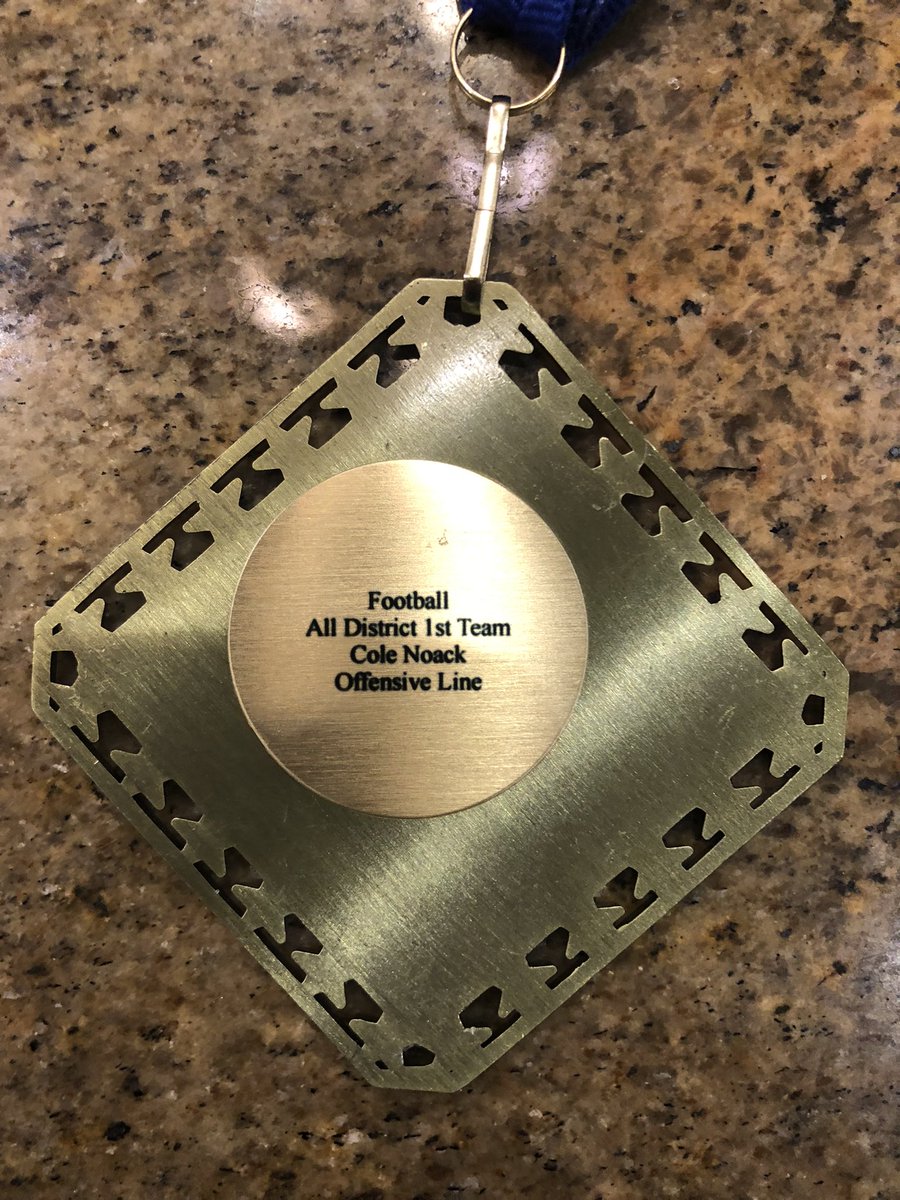 Football
All District 1st Team
Cole Noack
Offensive Line